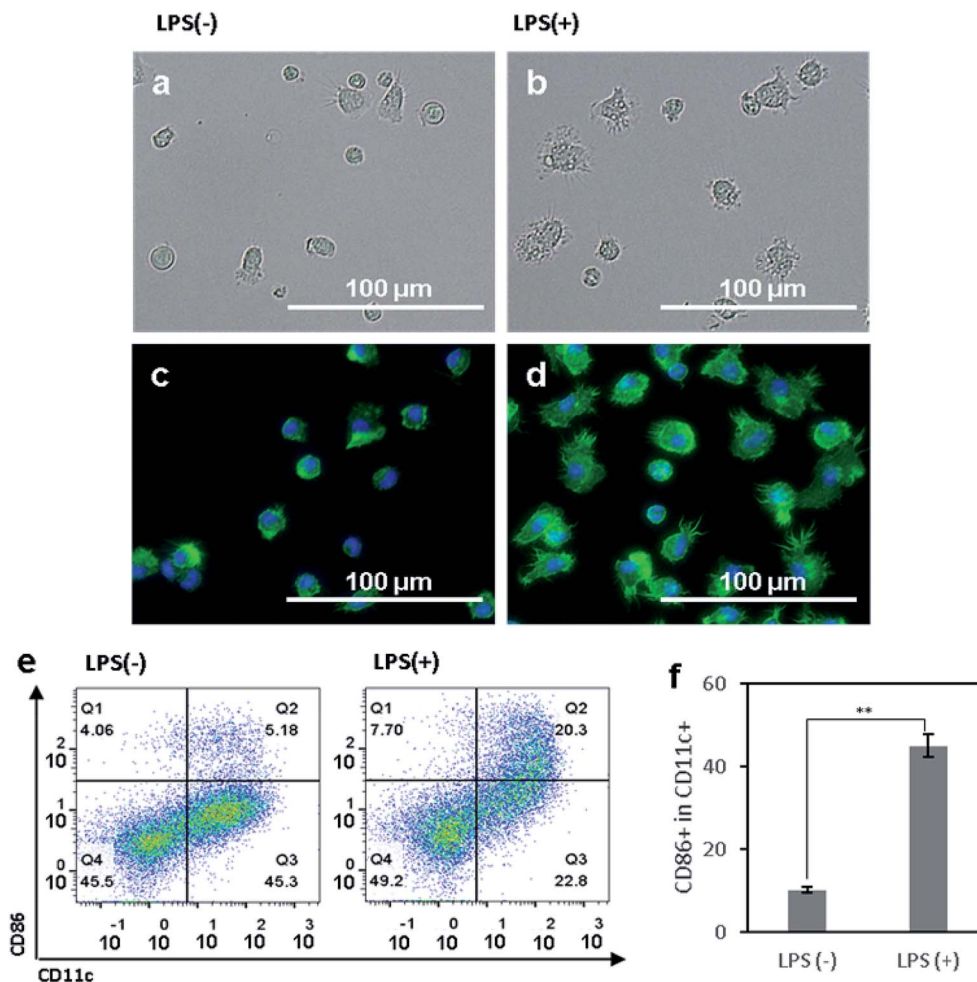 LPS(-) LPS(+)
a b
100 μm 100 μm
c d
100 μm 100 μm
e LPS(-) LPS(+) f
Q1 Q2 Q1 Q2
4.06 5.18 7.70 20.3
Q4 Q3 Q4 Q3
45.5 45.3 49.2 22.8
2 2
10 10
1 1
10 10
0 0
10 10
-1 0 1 2 3 -1 0 1 2 3
10 10 10 10 10 10 10 10 10 10
CD86
CD11c
60
**
40
20
0
CD86+ in CD11c+
LPS (-) LPS (+)